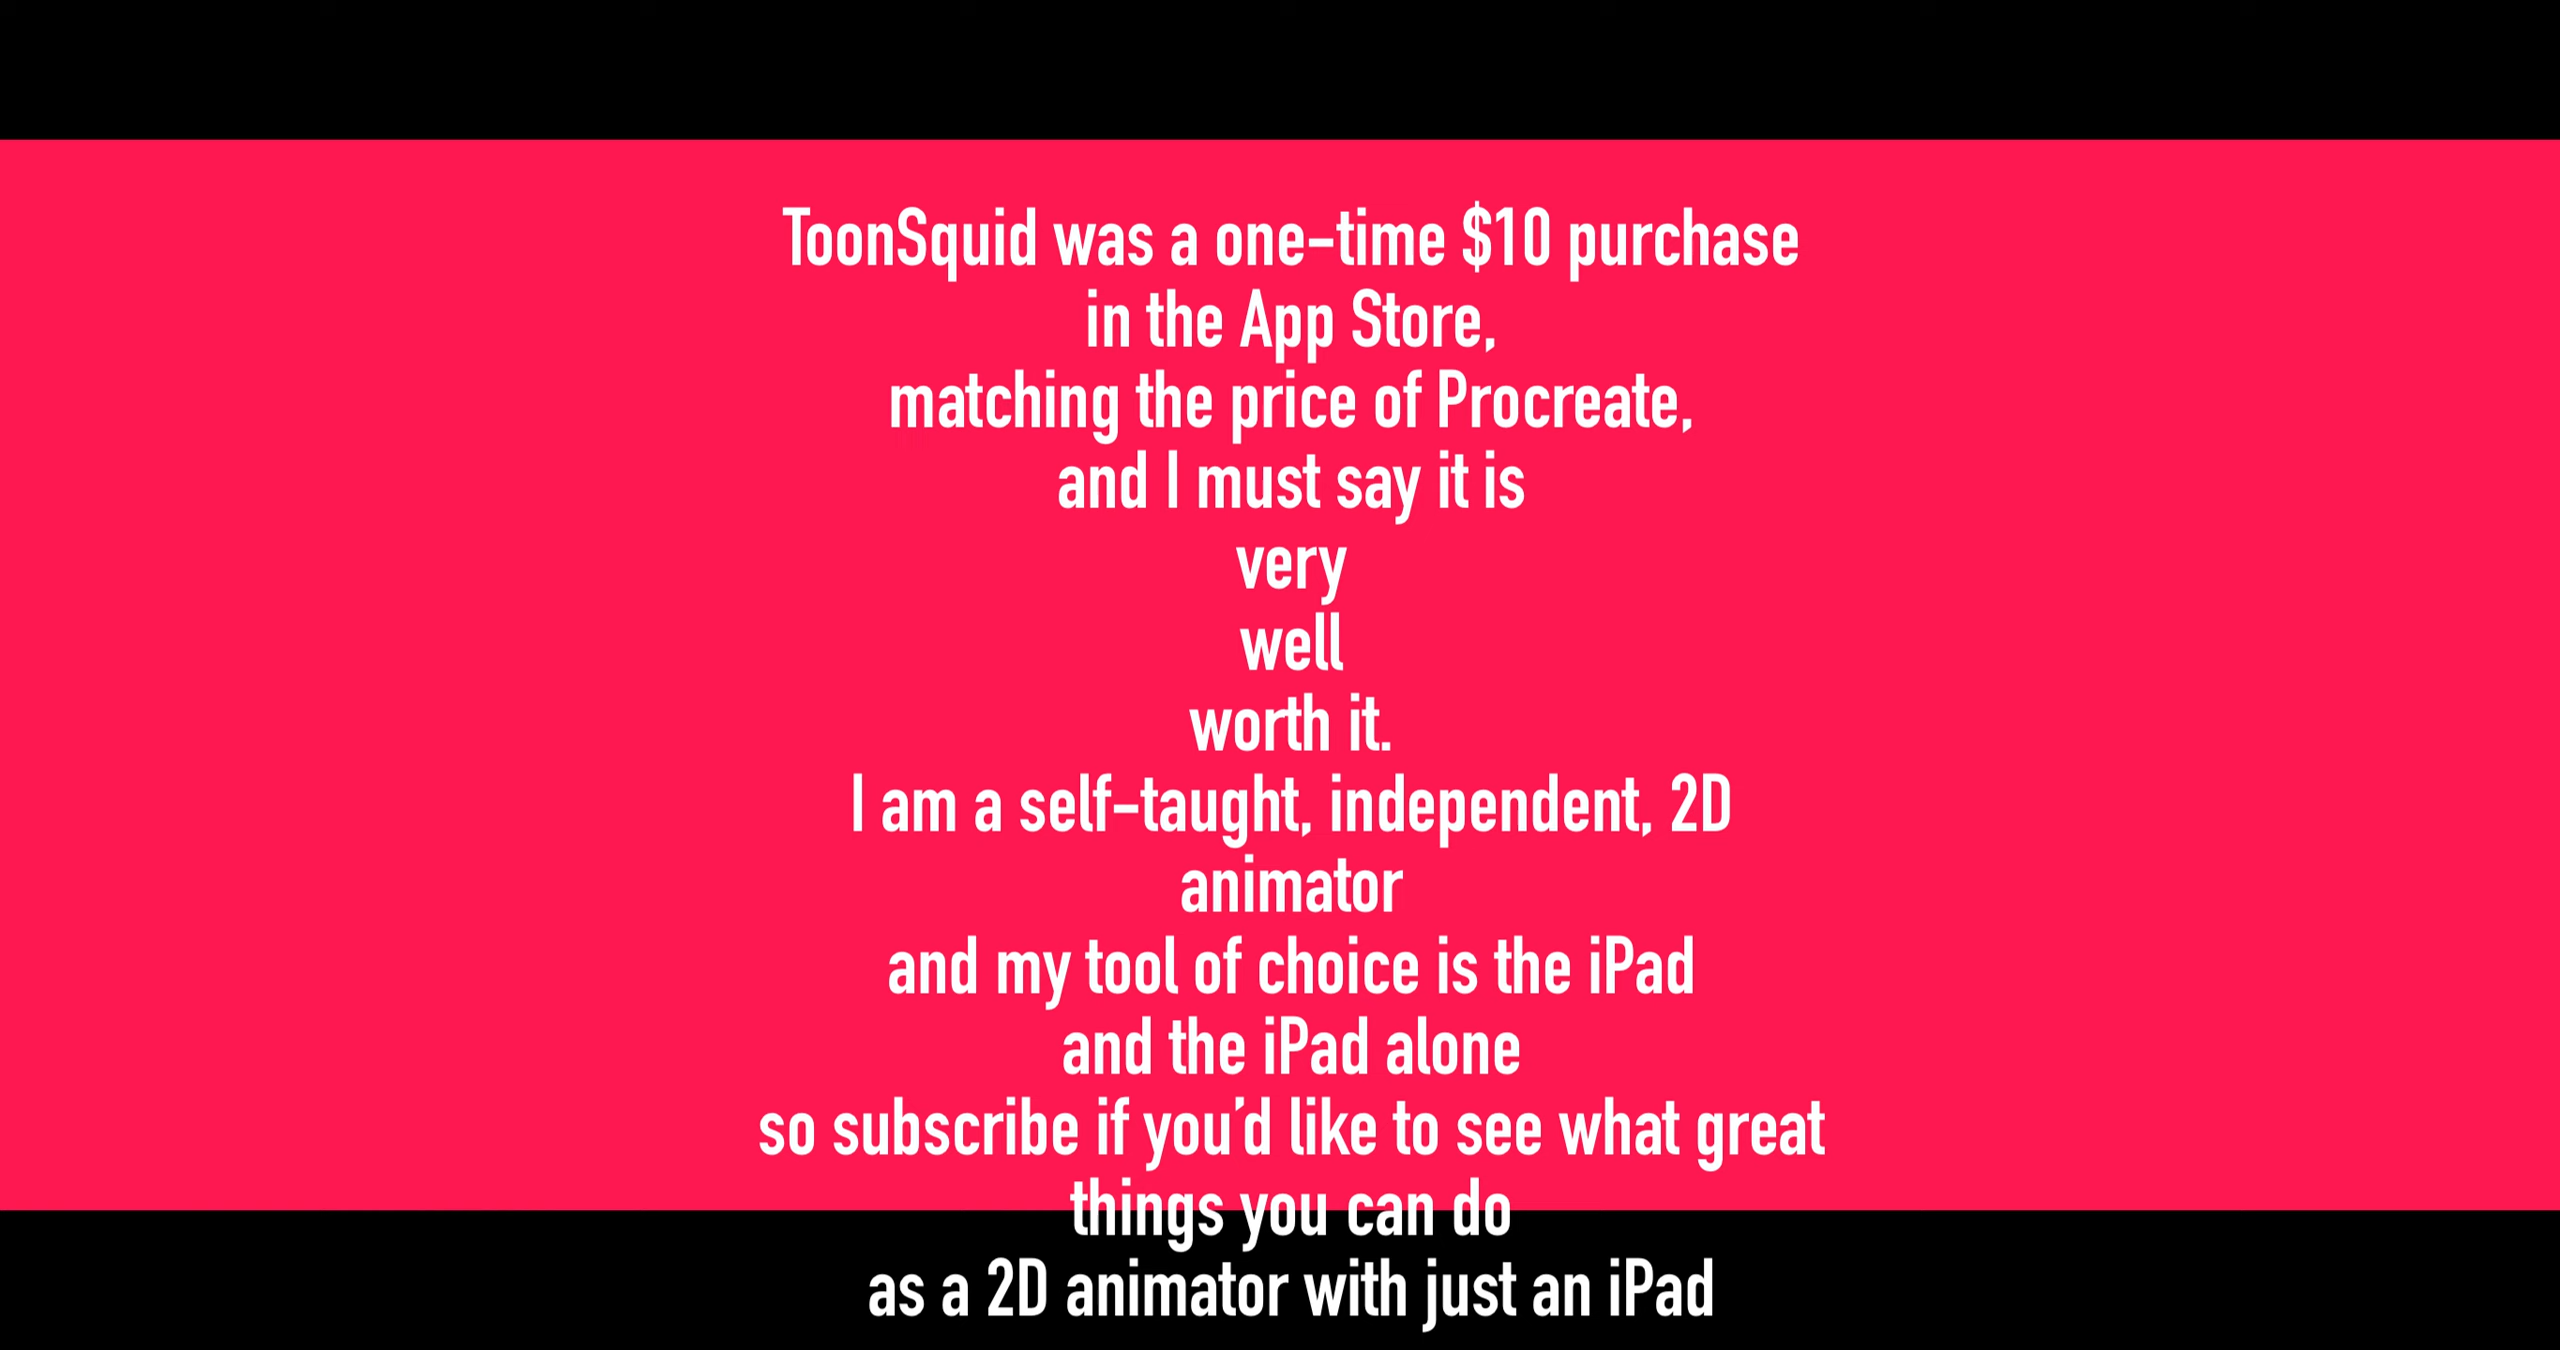 ToonSquid was a one-time $10 purchase
in the App Store,
matching the price of Procreate,
and I must say it is
very
well
worth it.
I am a self-taught, independent, 2D
animator
and my tool of choice is the iPad
and the iPad alone
so subscribe if you'd like to see what great
things you can do
as a 2D animator with just an iPad